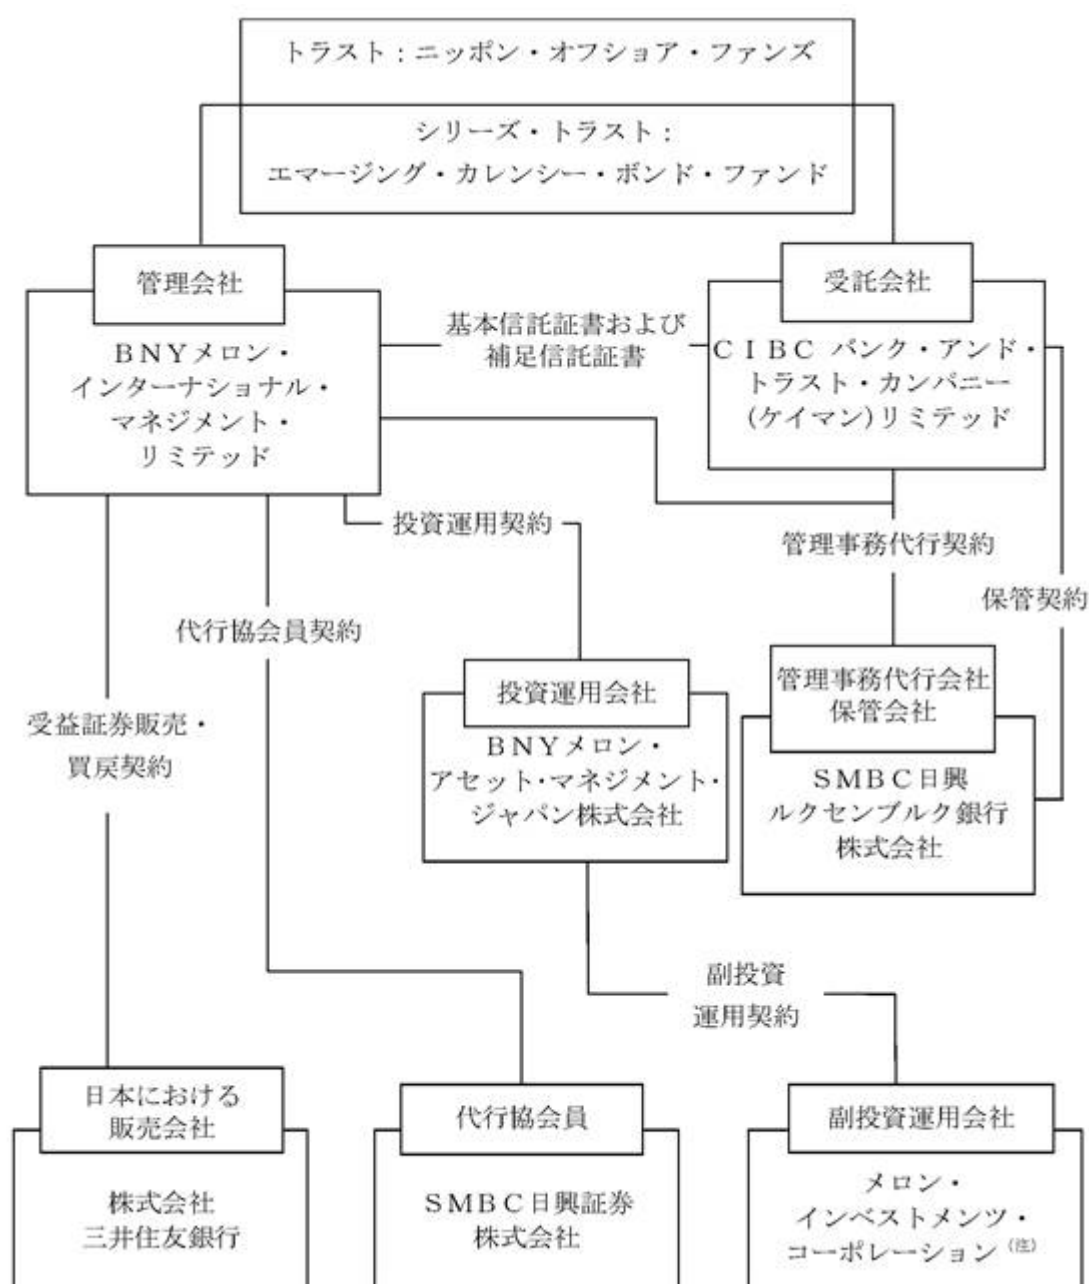 トラスト：ニッポン・オフショア・ファンズ
シリーズ・トラスト：
エマージング・カレンシー・ボンド・ファンド
管理会社
BNYメロン・
インターナショナル・
マネジメント・
リミテッド
基本信託証書および
補足信託証書
受託会社
CIBC バンク・アンド・
トラスト・カンパニー
(ケイマン)リミテッド
投資運用契約
管理事務代行契約
保管契約
代行協会員契約
受益証券販売・
買戻契約
投資運用会社
BNYメロン・
アセット・マネジメント・
ジャパン株式会社
管理事務代行会社
保管会社
SMBC日興
ルクセンブルク銀行
株式会社
副投資
運用契約
日本における
販売会社
株式会社
三井住友銀行
代行協会員
SMBC日興証券
株式会社
副投資運用会社
メロン・
インベストメンツ・
コーポレーション(注)